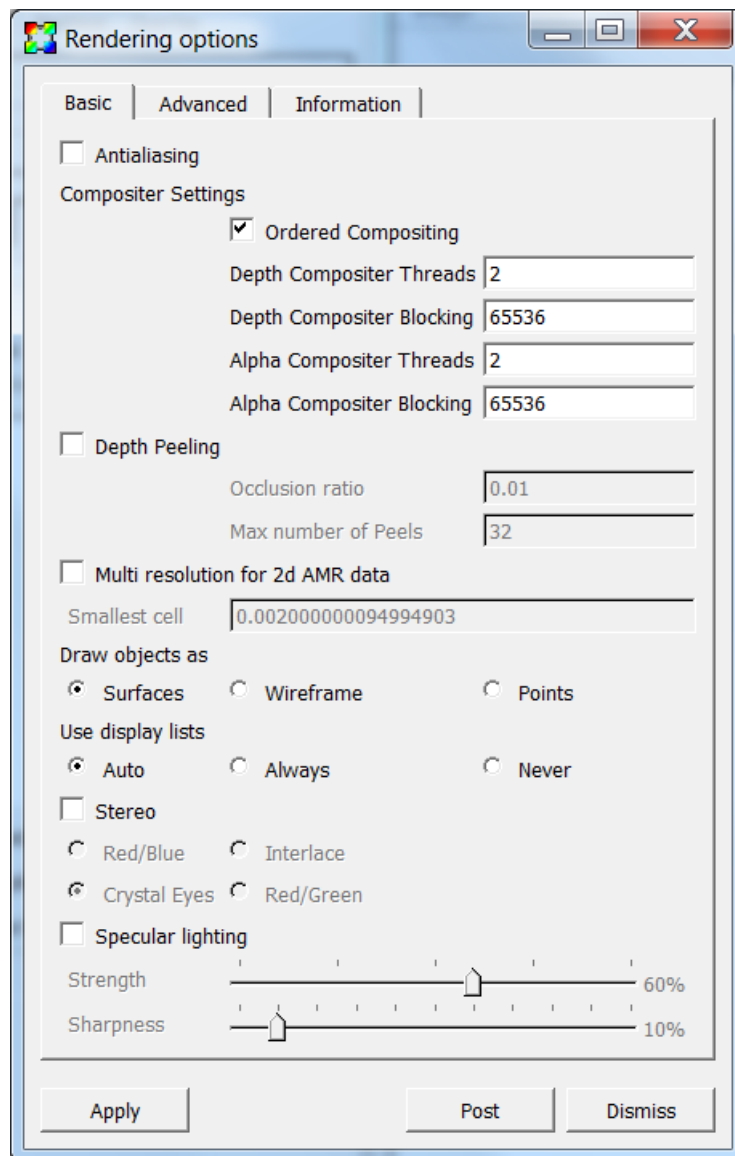 Rendering options
Basic Advanced Information
Antialiasing
Compositer Settings
Ordered Compositing
Depth Compositer Threads 2
Depth Compositer Blocking 65536
Alpha Compositer Threads 2
Alpha Compositer Blocking 65536
Depth Peeling
Occlusion ratio 0.01
Max number of Peels 32
Multi resolution for 2d AMR data
Smallest cell 0.002000000094994903
Draw objects as
Surfaces Wireframe Points
Use display lists
Auto Always Never
Stereo
Red/Blue Interlace
Crystal Eyes Red/Green
Specular lighting
Strength 60%
Sharpness 10%
Apply Post Dismiss